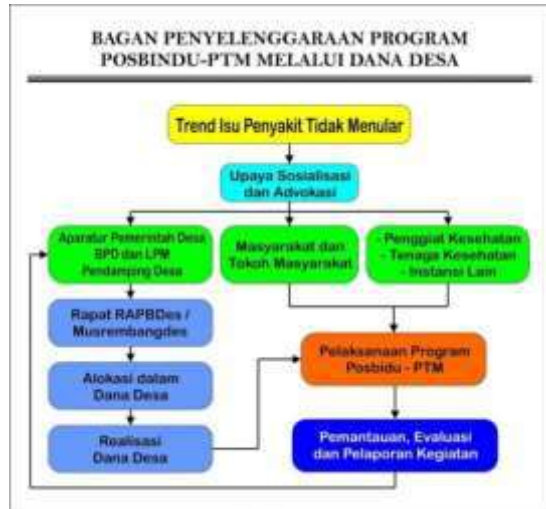 BAGAN PENYELENGGARAAN PROGRAM
POSBINDU-PTM MELALUI DANA DESA
Trend Isu Penyakit Tidak Menular
Upaya Sosialisasi
dan Advokasi
Aparatur Pemerintah Desa
BPD dan LPM
Pendamping Desa
Masyarakat dan
Tokoh Masyarakat
- Penggiat Kesehatan
- Tenaga Kesehatan
- Instansi Lain
Rapat RAPBDes /
Musrembangdes
Alokasi dalam
Dana Desa
Realisasi
Dana Desa
Pelaksanaan Program
Posbidu - PTM
Pemantauan, Evaluasi
dan Pelaporan Kegiatan